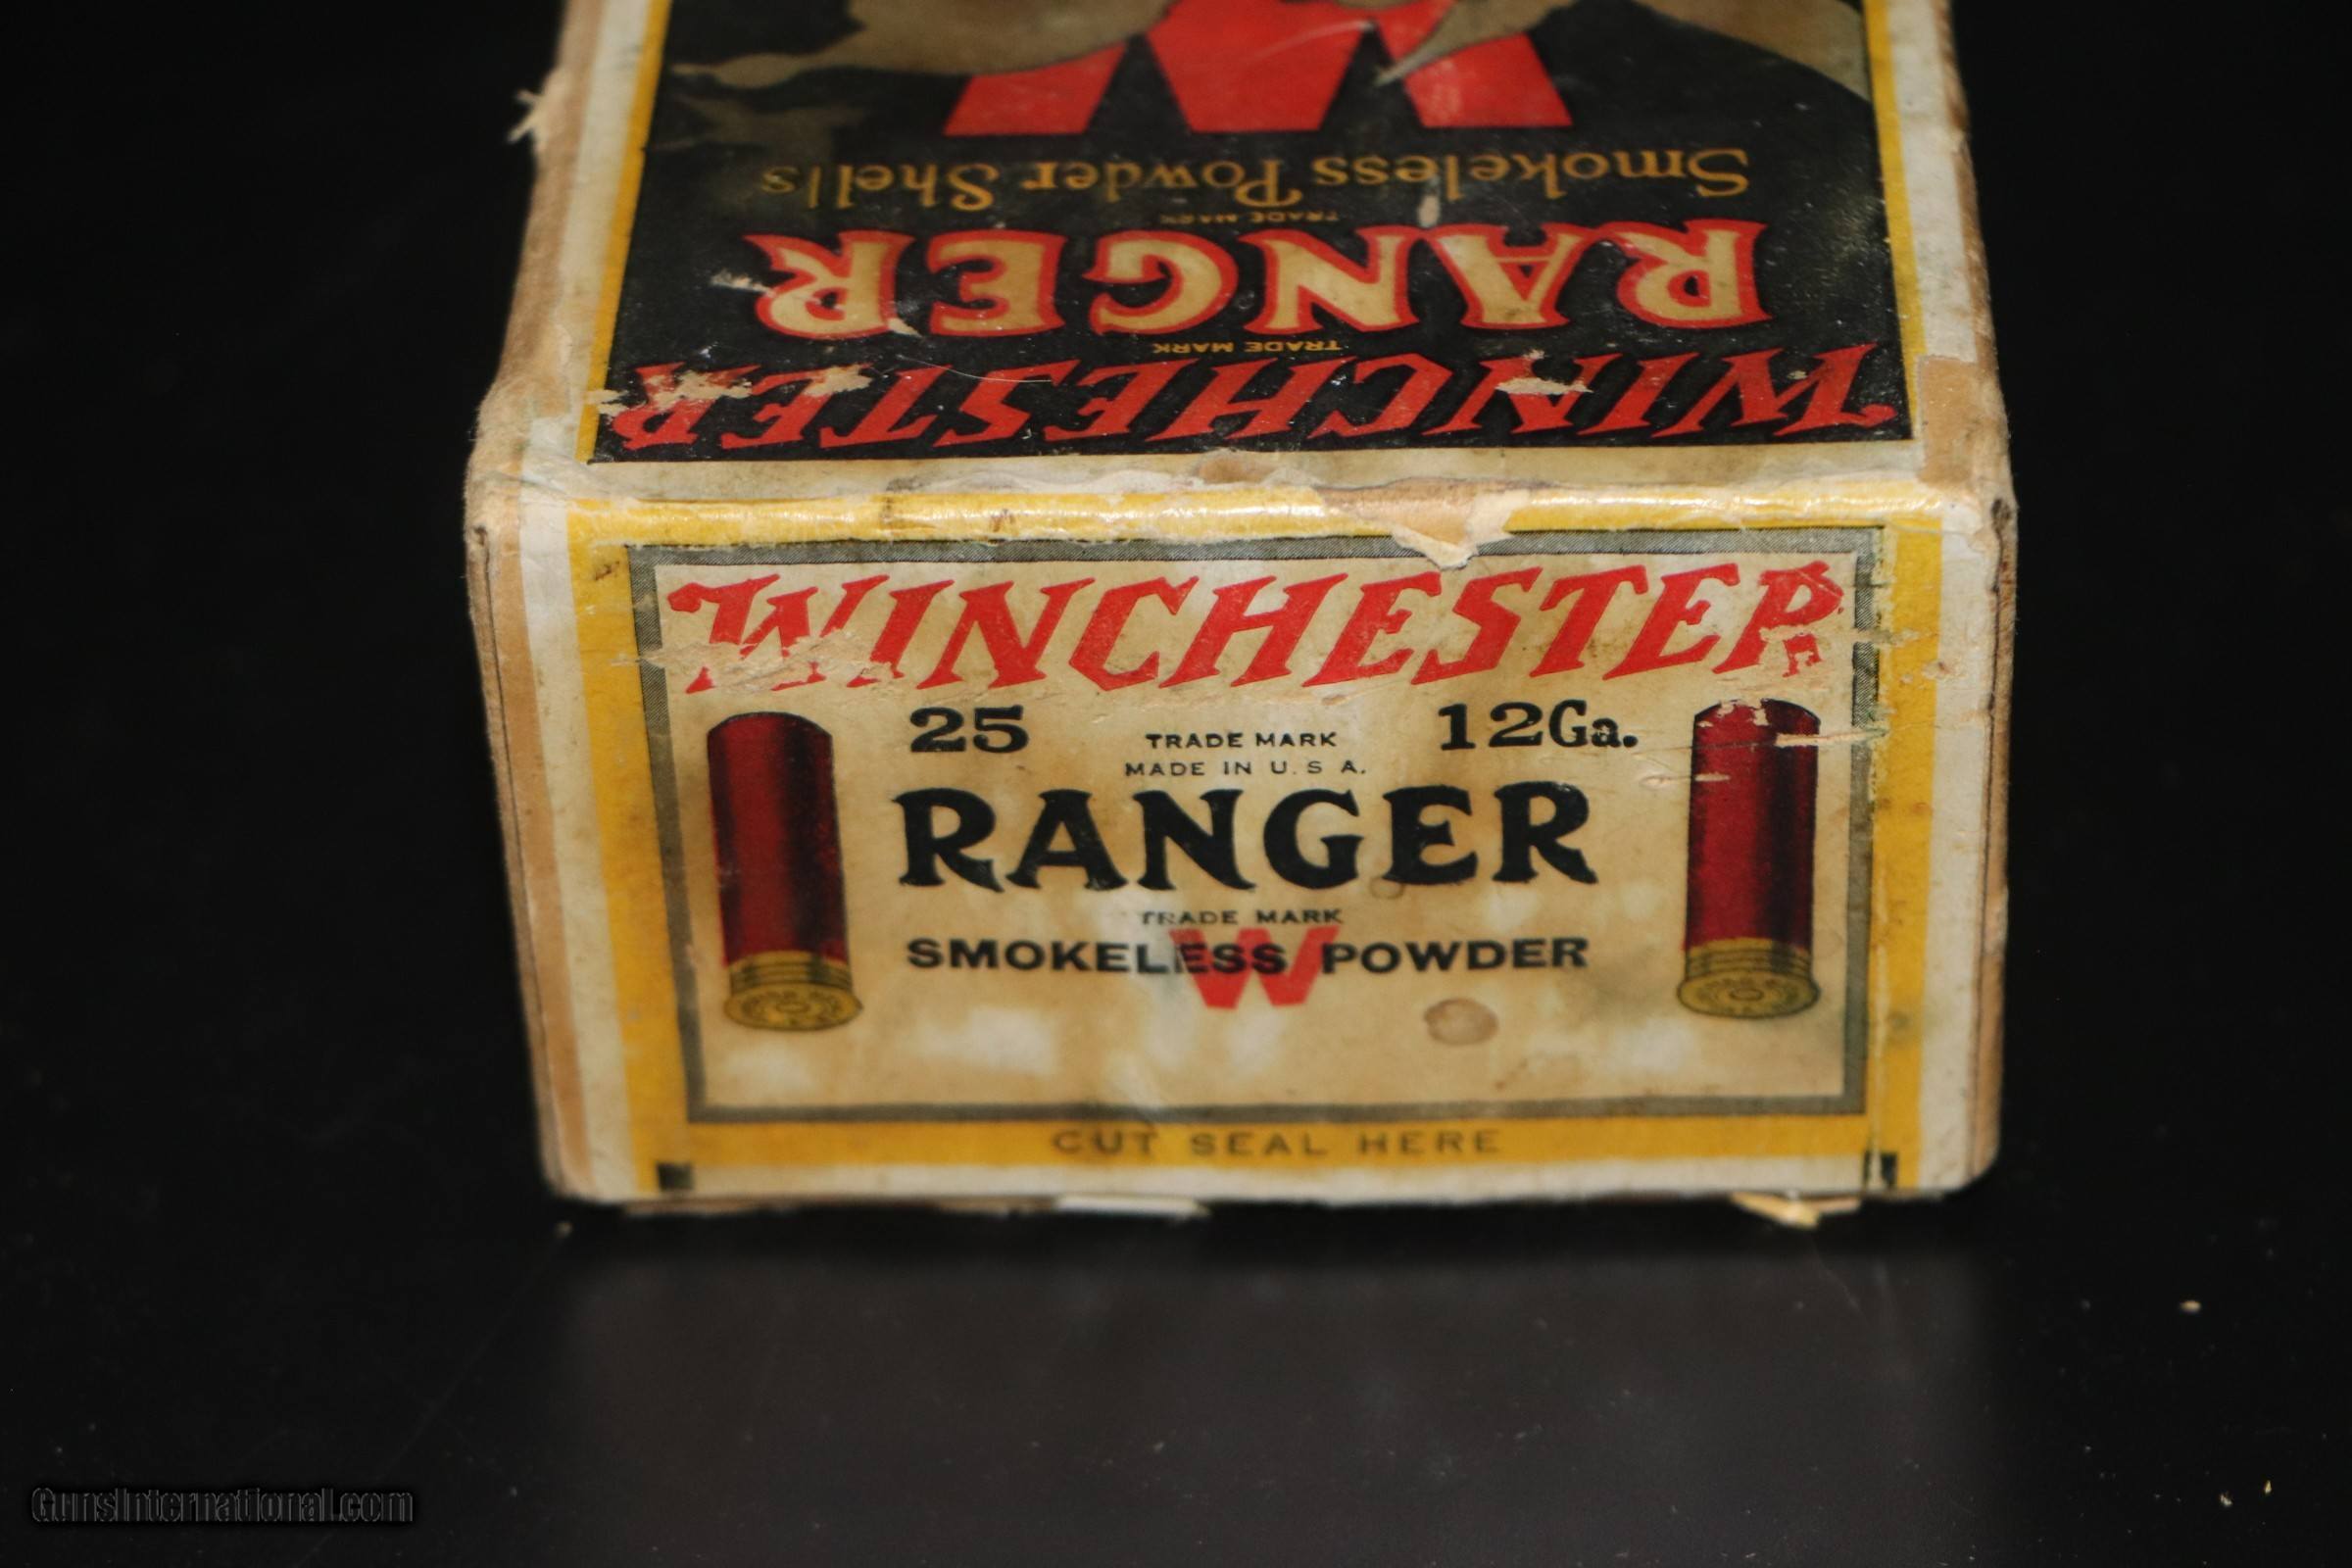 Smokeless Powder Shells
TRADE MARK
RANGER
TRADE MARK
WINCHESTER
WINCHESTER
25 12Ga.
TRADE MARK
MADE IN U.S A.
RANGER
TRADE MARK
W
SMOKELESS POWDER
CUT SEAL HERE
GunsInternational.com